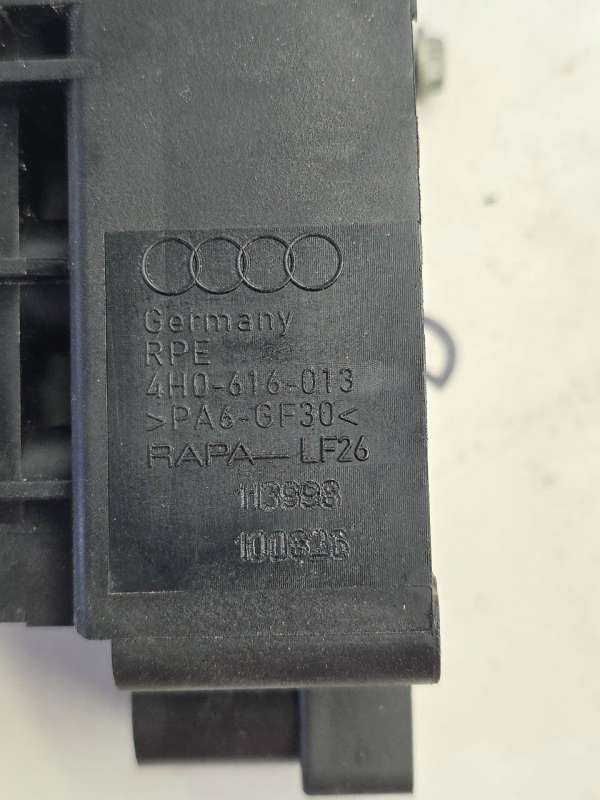 Germany
RPE
4H0-616-013
>PA6-GF30<
RAPA—LF26
113998
100826